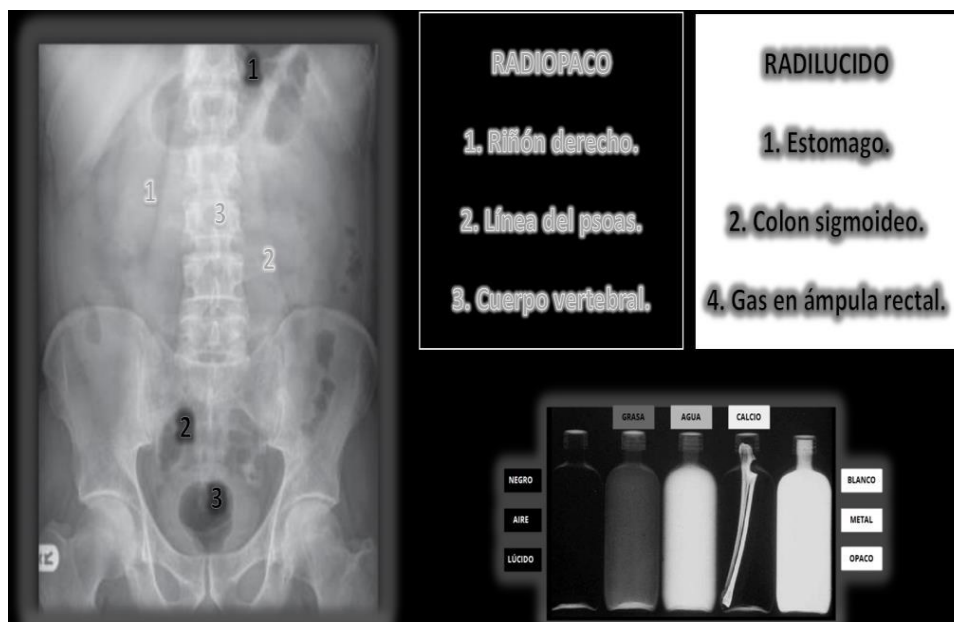 1
1
3
2
2
3
R
RADIOPACO
1. Riñón derecho.
2. Línea del psoas.
3. Cuerpo vertebral.
RADILUCIDO
1. Estomago.
2. Colon sigmoideo.
4. Gas en ámpula rectal.
GRASA
AGUA
CALCIO
NEGRO
AIRE
LÚCIDO
BLANCO
METAL
OPACO